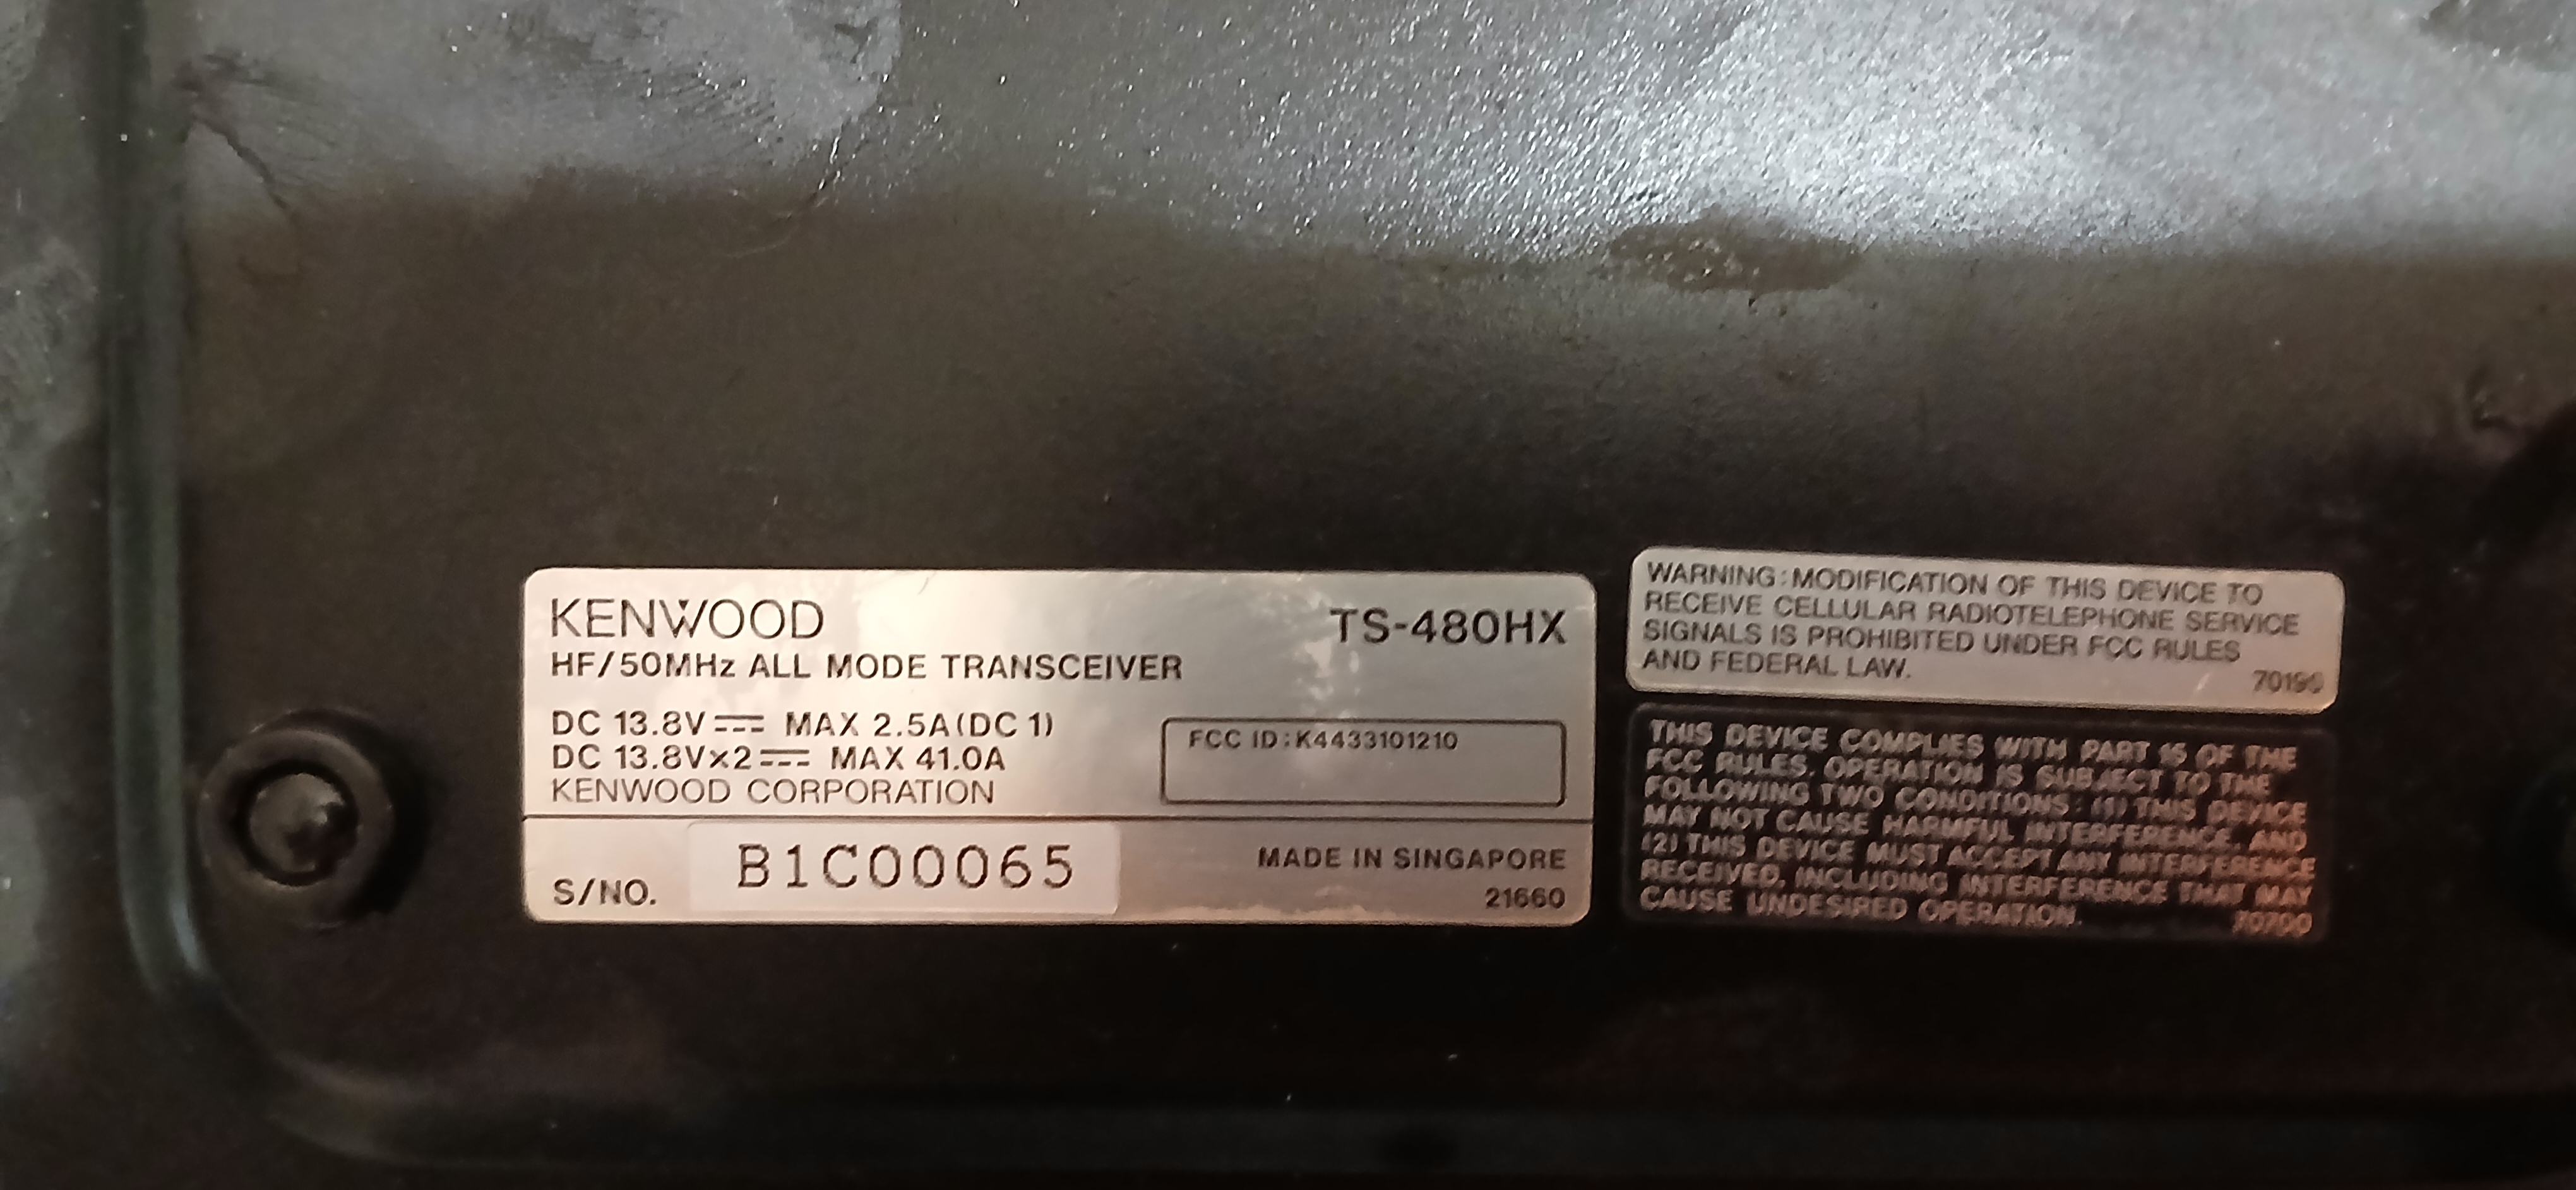 KENWOOD TS-480HX
HF/50MHz ALL MODE TRANSCEIVER
DC 13.8V⎓ MAX 2.5A(DC 1)
DC 13.8V×2⎓ MAX 41.0A
KENWOOD CORPORATION
FCC ID:K4433101210
S/NO. B1C00065
MADE IN SINGAPORE
21660
WARNING:MODIFICATION OF THIS DEVICE TO
RECEIVE CELLULAR RADIOTELEPHONE SERVICE
SIGNALS IS PROHIBITED UNDER FCC RULES
AND FEDERAL LAW.
THIS DEVICE COMPLIES WITH PART 15 OF THE
FCC RULES. OPERATION IS SUBJECT TO THE
FOLLOWING TWO CONDITIONS: (1) THIS DEVICE
MAY NOT CAUSE HARMFUL INTERFERENCE, AND
(2) THIS DEVICE MUST ACCEPT ANY INTERFERENCE
RECEIVED, INCLUDING INTERFERENCE THAT MAY
CAUSE UNDESIRED OPERATION. 70700